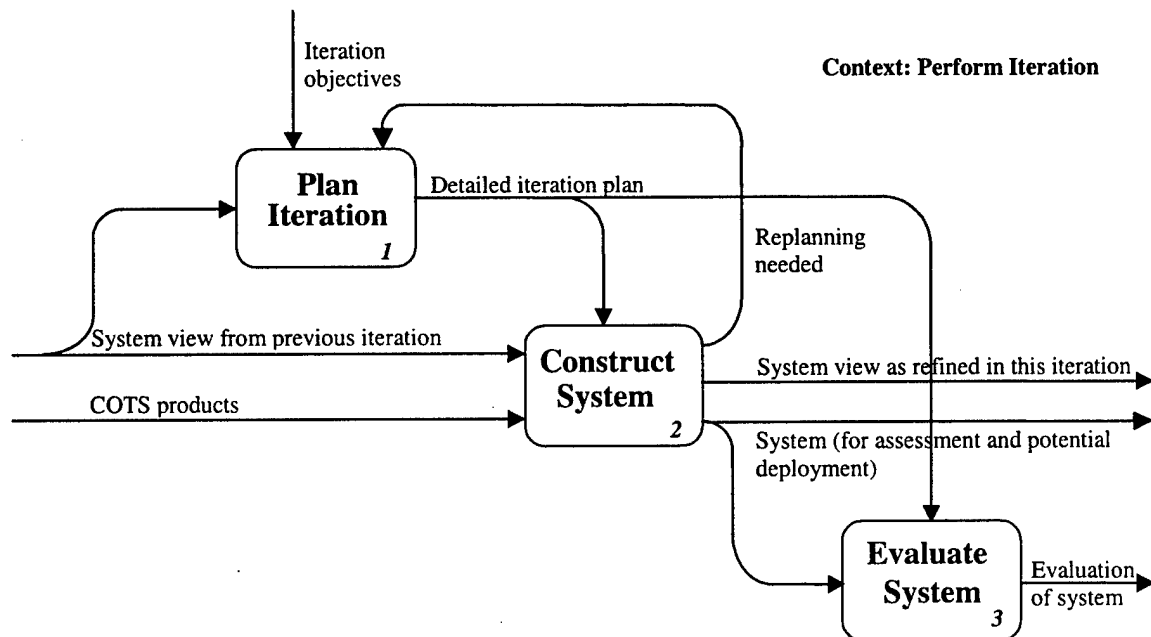 Iteration
objectives
Context: Perform Iteration
Plan
Iteration
1
Detailed iteration plan
Replanning
needed
System view from previous iteration
Construct
System
2
System view as refined in this iteration
COTS products
System (for assessment and potential
deployment)
Evaluate
System
3
Evaluation
of system